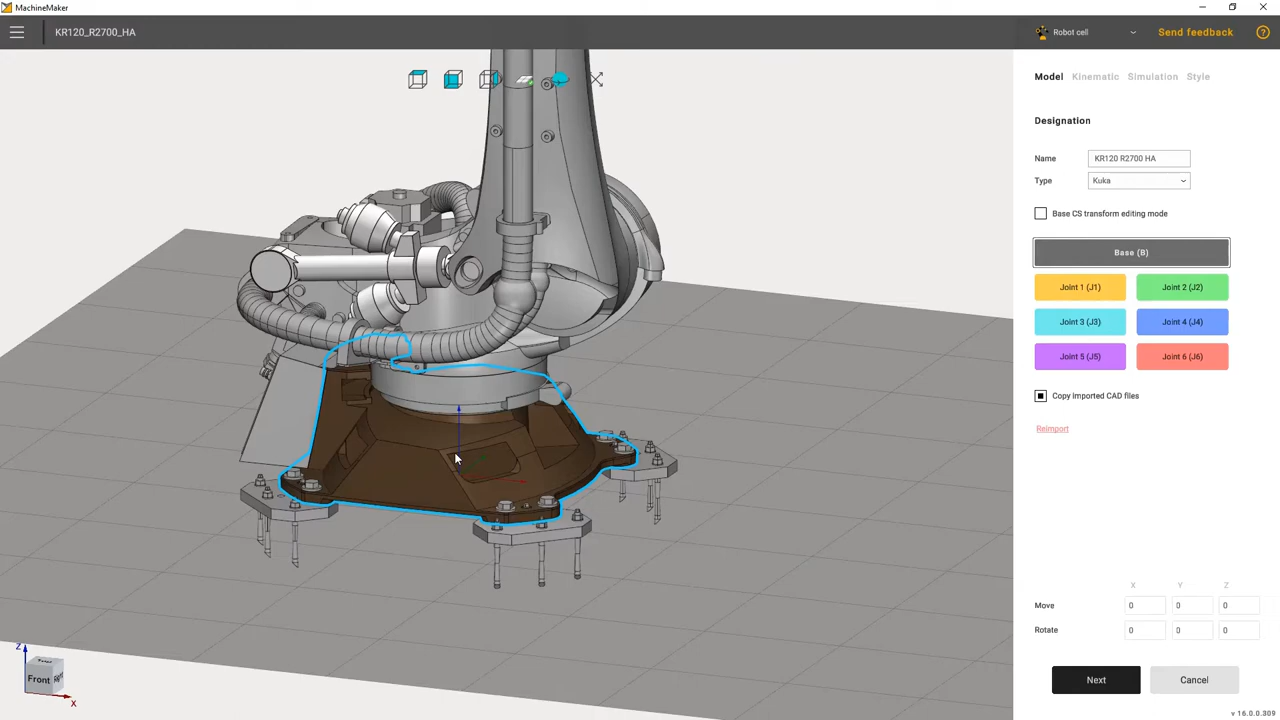 MachineMaker
KR120_R2700_HA
Robot cell
Send feedback
?
Model Kinematic Simulation Style
Designation
Name KR120 R2700 HA
Type Kuka
Base CS transform editing mode
Base (B)
Joint 1 (J1) Joint 2 (J2)
Joint 3 (J3) Joint 4 (J4)
Joint 5 (J5) Joint 6 (J6)
Copy imported CAD files
Reimport
X Y Z
Move 0 0 0
Rotate 0 0 0
Next Cancel
v 16.0.0.309
Z
Front
X